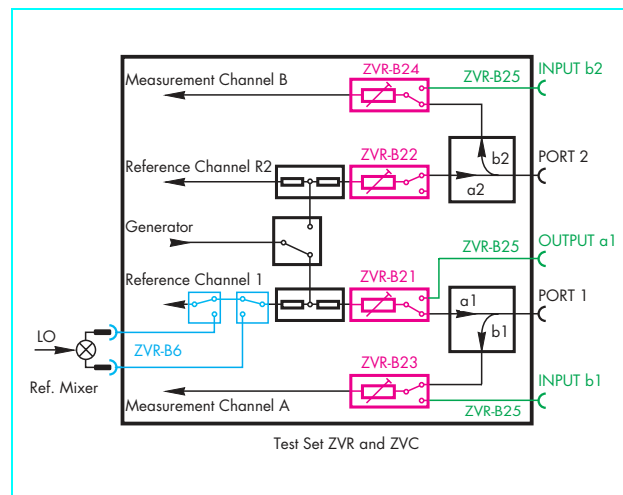 ZVR-B24
INPUT b2
Measurement Channel B
ZVR-B25
ZVR-B22
b2
PORT 2
Reference Channel R2
a2
Generator
OUTPUT a1
ZVR-B25
Reference Channel 1
ZVR-B21
a1
PORT 1
b1
LO
ZVR-B6
ZVR-B23
Ref. Mixer
INPUT b1
Measurement Channel A
ZVR-B25
Test Set ZVR and ZVC